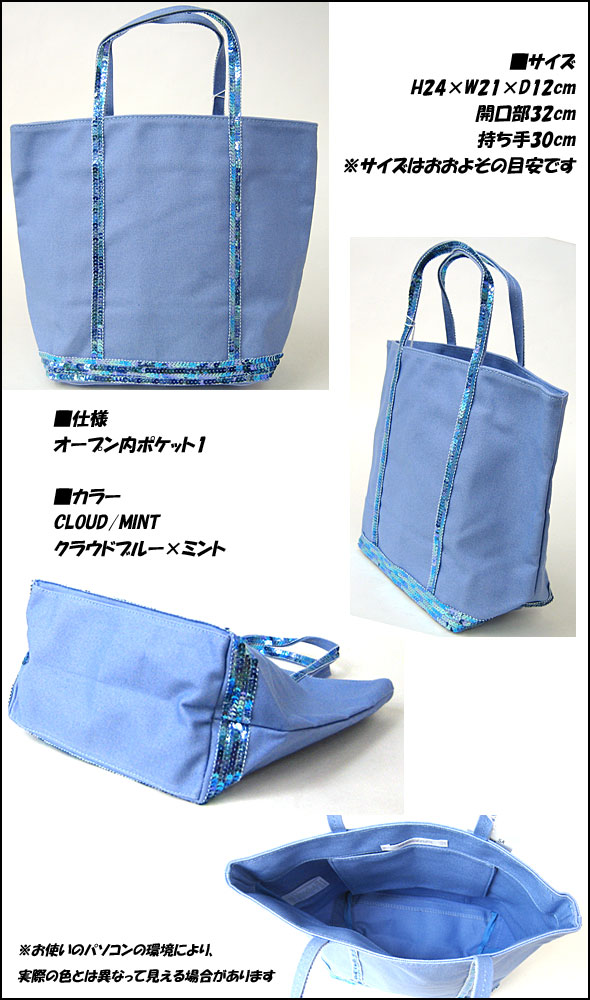 ■サイズ
H24×W21×D12cm
開口部32cm
持ち手30cm
※サイズはおおよその目安です
■仕様
オープン内ポケット1
■カラー
CLOUD/MINT
クラウドブルー×ミント
※お使いのパソコンの環境により、
実際の色とは異なって見える場合があります